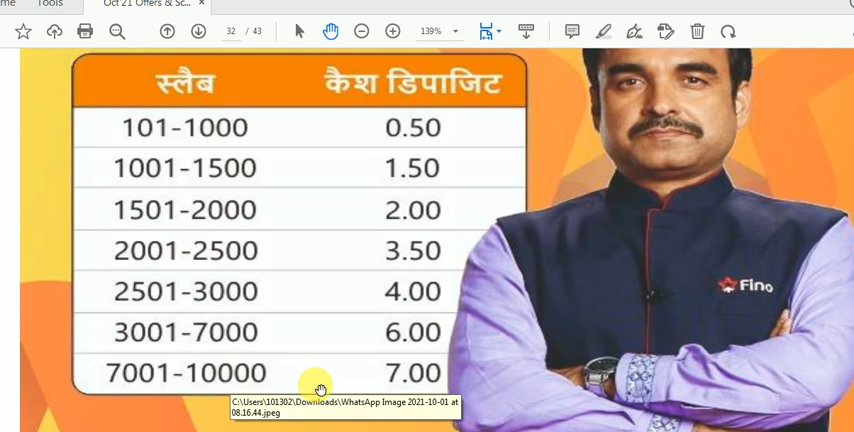 me
Tools
Oct'21 Offers & Sc... ×
32 / 43
139%
स्लैब कैश डिपाजिट
101-1000 0.50
1001-1500 1.50
1501-2000 2.00
2001-2500 3.50
2501-3000 4.00
3001-7000 6.00
7001-10000 7.00
Fino
C:\Users\101302\Downloads\WhatsApp Image 2021-10-01 at
08.16.44.jpeg